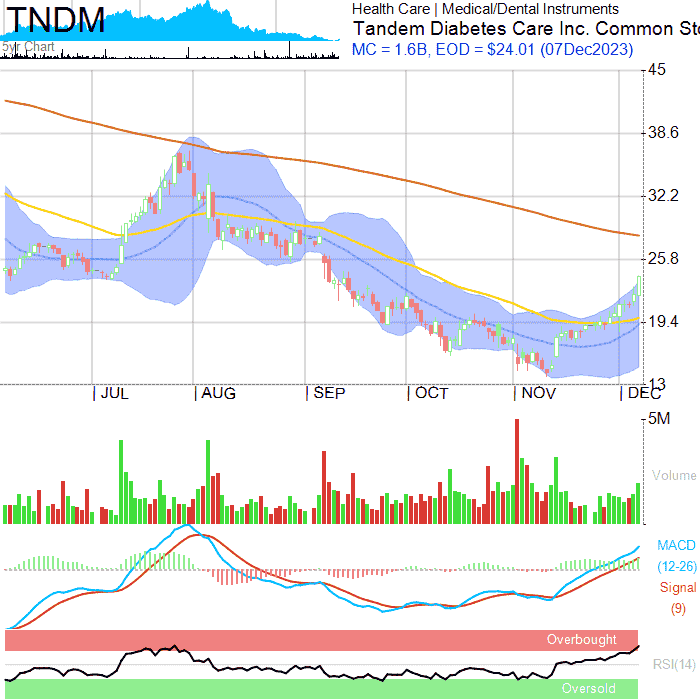 TNDM
5yr Chart
Health Care | Medical/Dental Instruments
Tandem Diabetes Care Inc. Common Sto
MC = 1.6B, EOD = $24.01 (07Dec2023)
45
38.6
32.2
25.8
19.4
13
JUL AUG SEP OCT NOV DEC
5M
Volume
MACD
(12-26)
Signal
(9)
Overbought
RSI(14)
Oversold